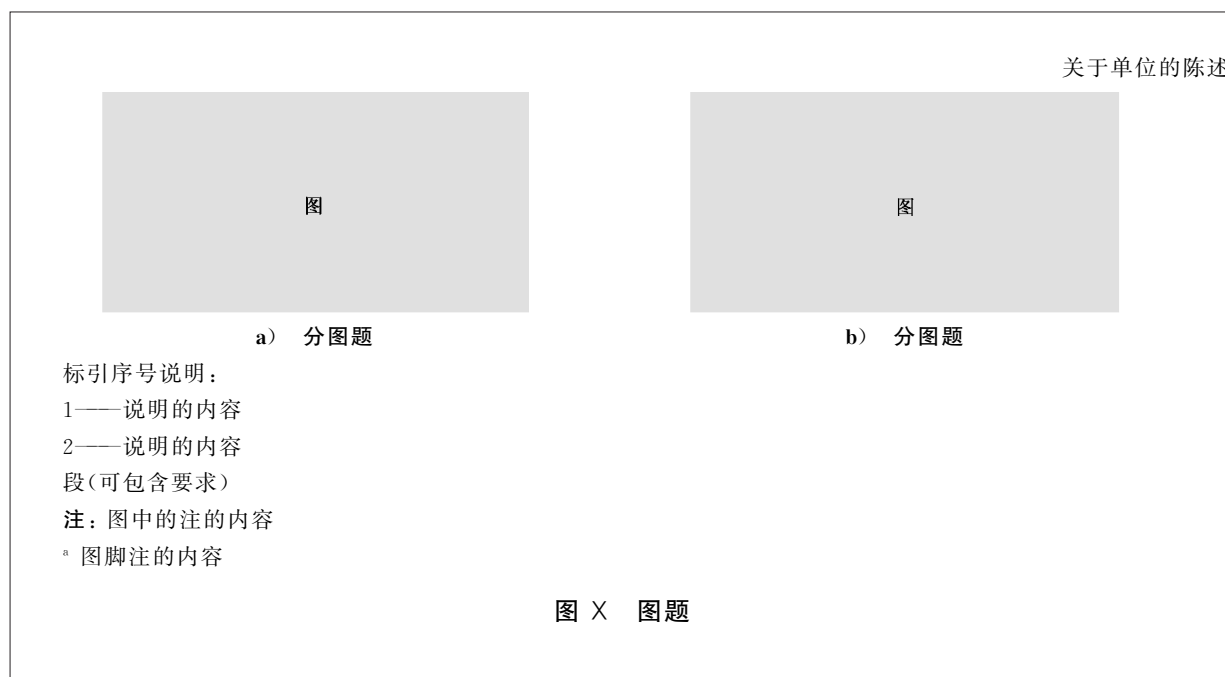 关于单位的陈述
图
图
a） 分图题
b） 分图题
标引序号说明：
1——说明的内容
2——说明的内容
段(可包含要求)
注：图中的注的内容
ª 图脚注的内容
图 X 图题